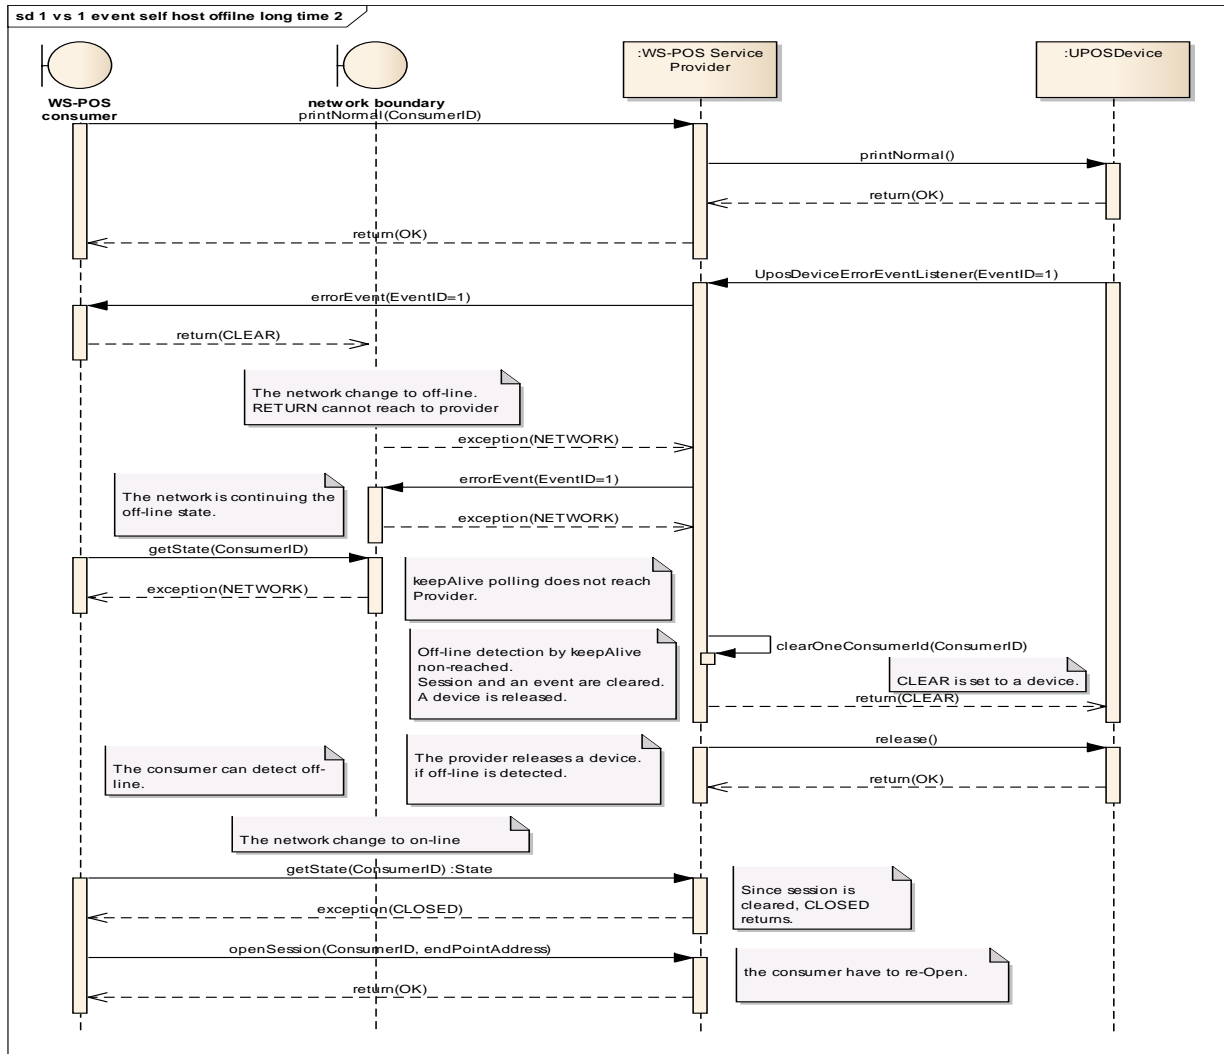 sd 1 vs 1 event self host offilne long time 2
:WS-POS Service
Provider
:UPOSDevice
WS-POS
consumer
network boundary
printNormal(ConsumerID)
printNormal()
return(OK)
return(OK)
UposDeviceErrorEventListener(EventID=1)
errorEvent(EventID=1)
return(CLEAR)
The network change to off-line.
RETURN cannot reach to provider
exception(NETWORK)
errorEvent(EventID=1)
The network is continuing the
off-line state.
exception(NETWORK)
getState(ConsumerID)
exception(NETWORK)
keepAlive polling does not reach
Provider.
clearOneConsumerId(ConsumerID)
Off-line detection by keepAlive
non-reached.
Session and an event are cleared.
A device is released.
CLEAR is set to a device.
return(CLEAR)
release()
The provider releases a device.
if off-line is detected.
The consumer can detect off-
line.
return(OK)
The network change to on-line
getState(ConsumerID) :State
Since session is
cleared, CLOSED
returns.
exception(CLOSED)
openSession(ConsumerID, endPointAddress)
the consumer have to re-Open.
return(OK)